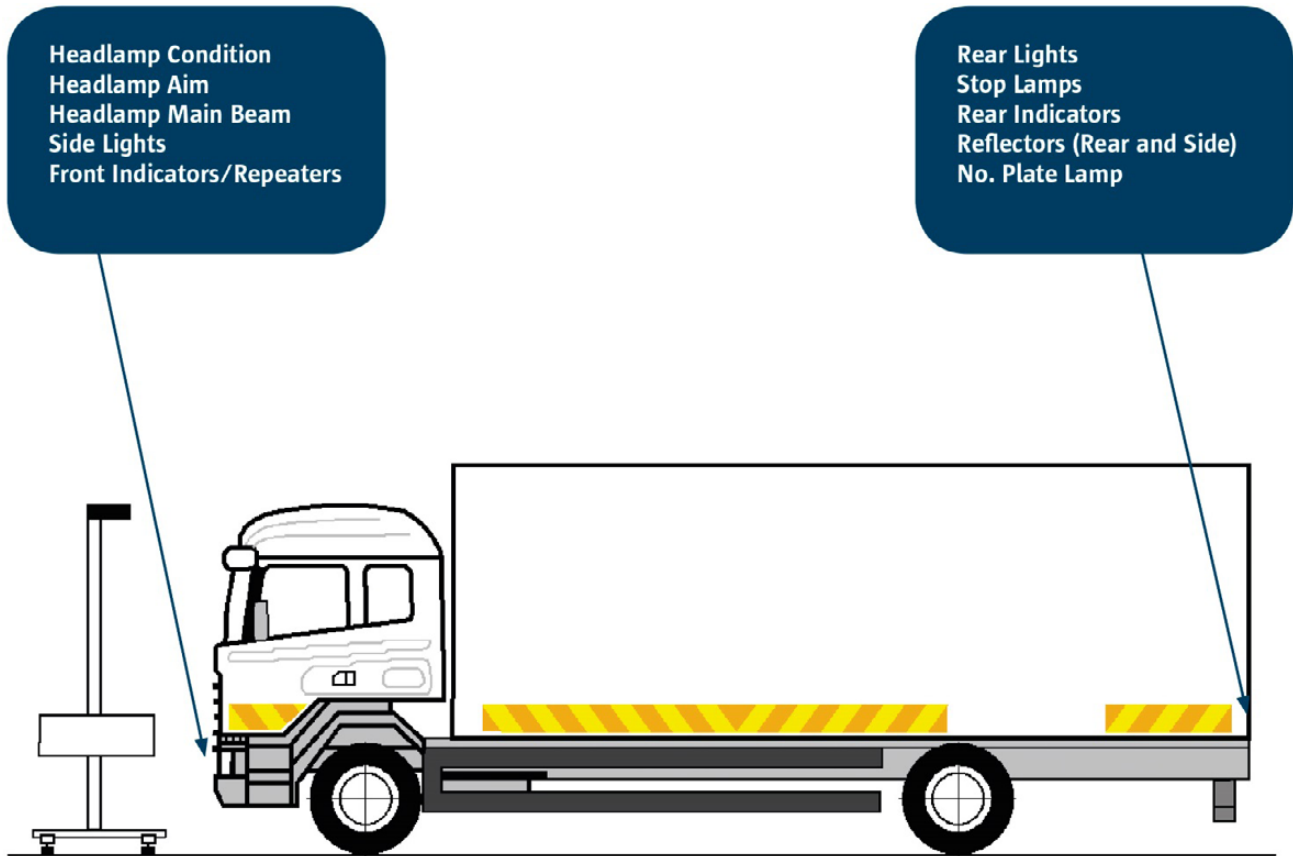 Headlamp Condition
Headlamp Aim
Headlamp Main Beam
Side Lights
Front Indicators/Repeaters
Rear Lights
Stop Lamps
Rear Indicators
Reflectors (Rear and Side)
No. Plate Lamp